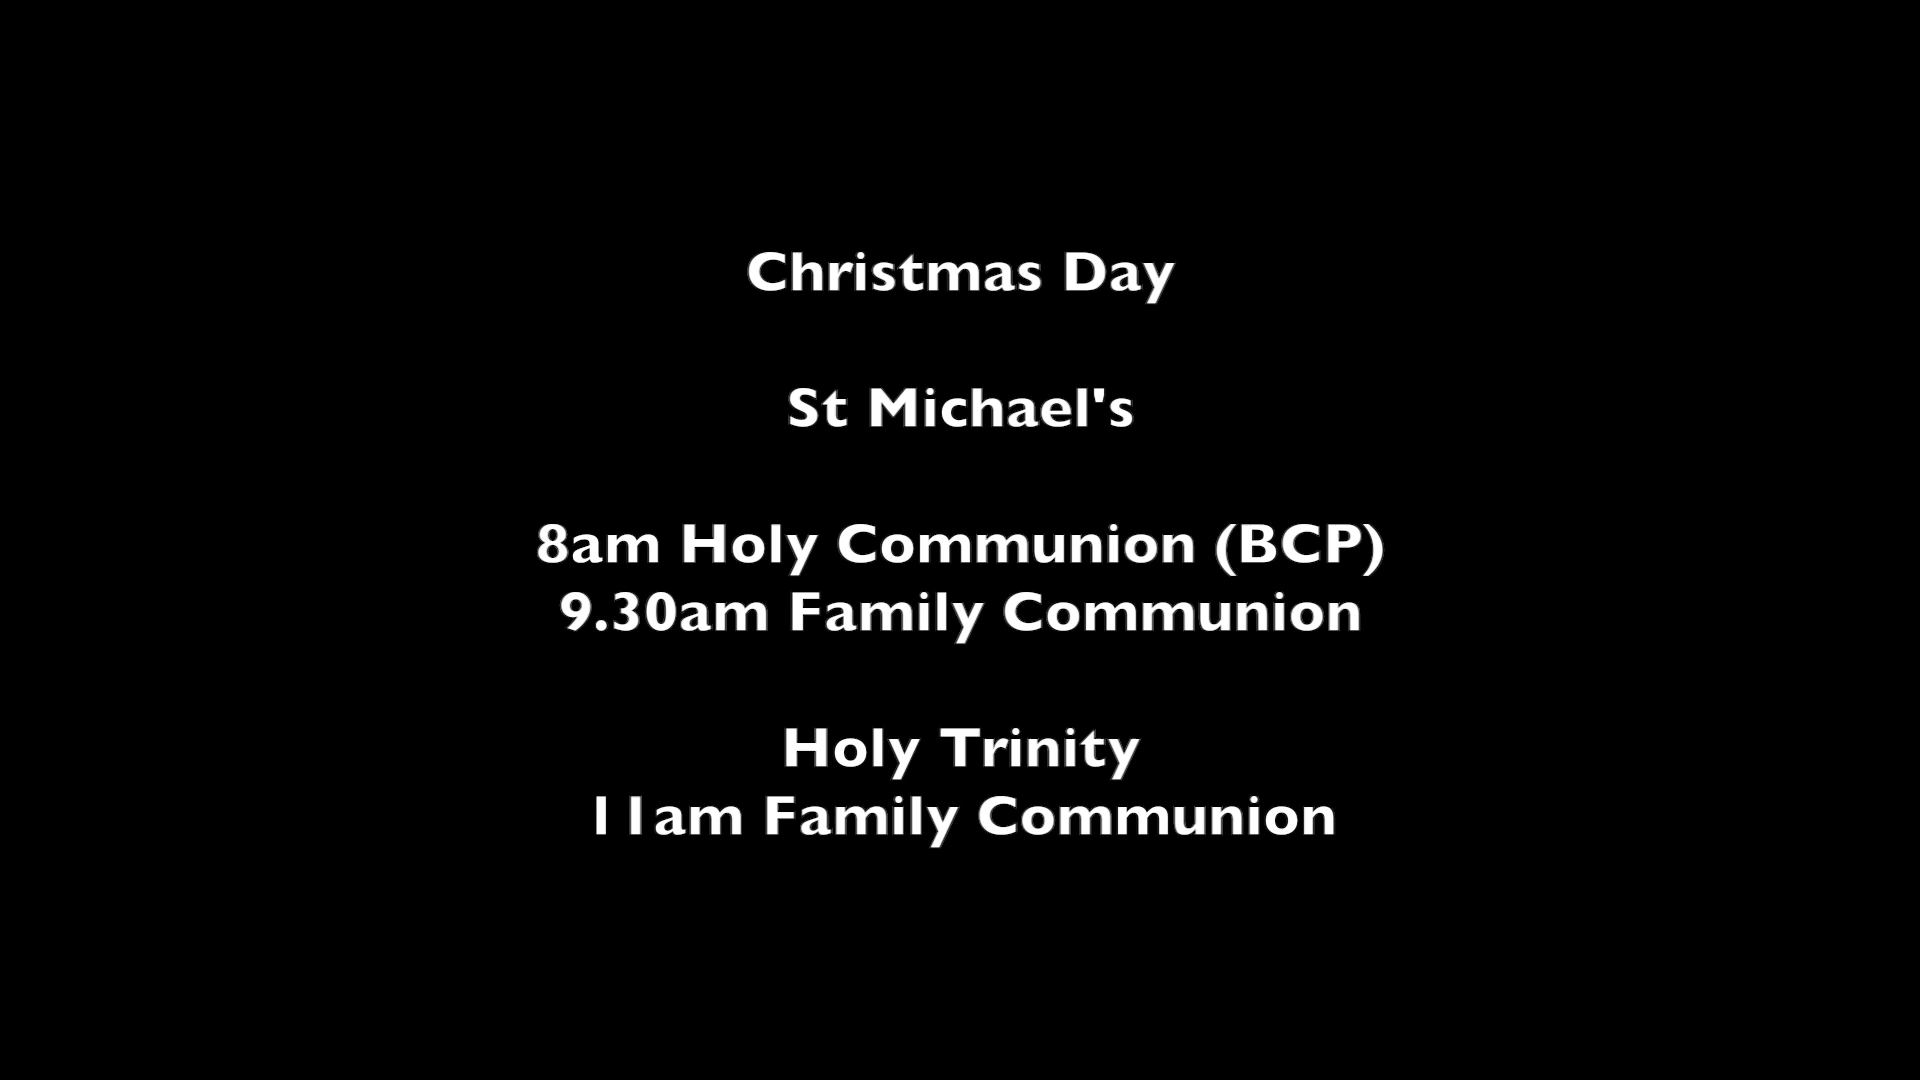 Christmas Day
St Michael's
8am Holy Communion (BCP)
9.30am Family Communion
Holy Trinity
11am Family Communion